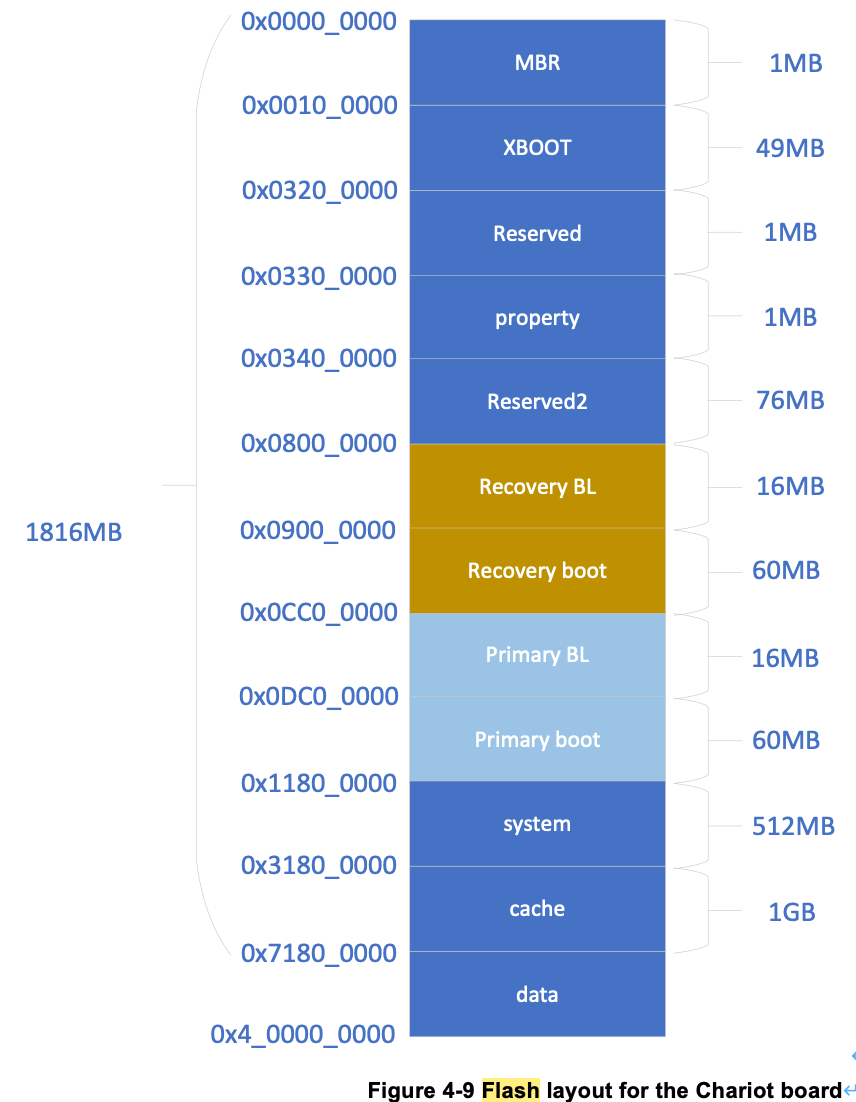 0x0000_0000
MBR
1MB
0x0010_0000
XBOOT
49MB
0x0320_0000
Reserved
1MB
0x0330_0000
property
1MB
0x0340_0000
Reserved2
76MB
0x0800_0000
Recovery BL
16MB
1816MB
0x0900_0000
Recovery boot
60MB
0x0CC0_0000
Primary BL
16MB
0x0DC0_0000
Primary boot
60MB
0x1180_0000
system
512MB
0x3180_0000
cache
1GB
0x7180_0000
data
0x4_0000_0000
Figure 4-9 Flash layout for the Chariot board